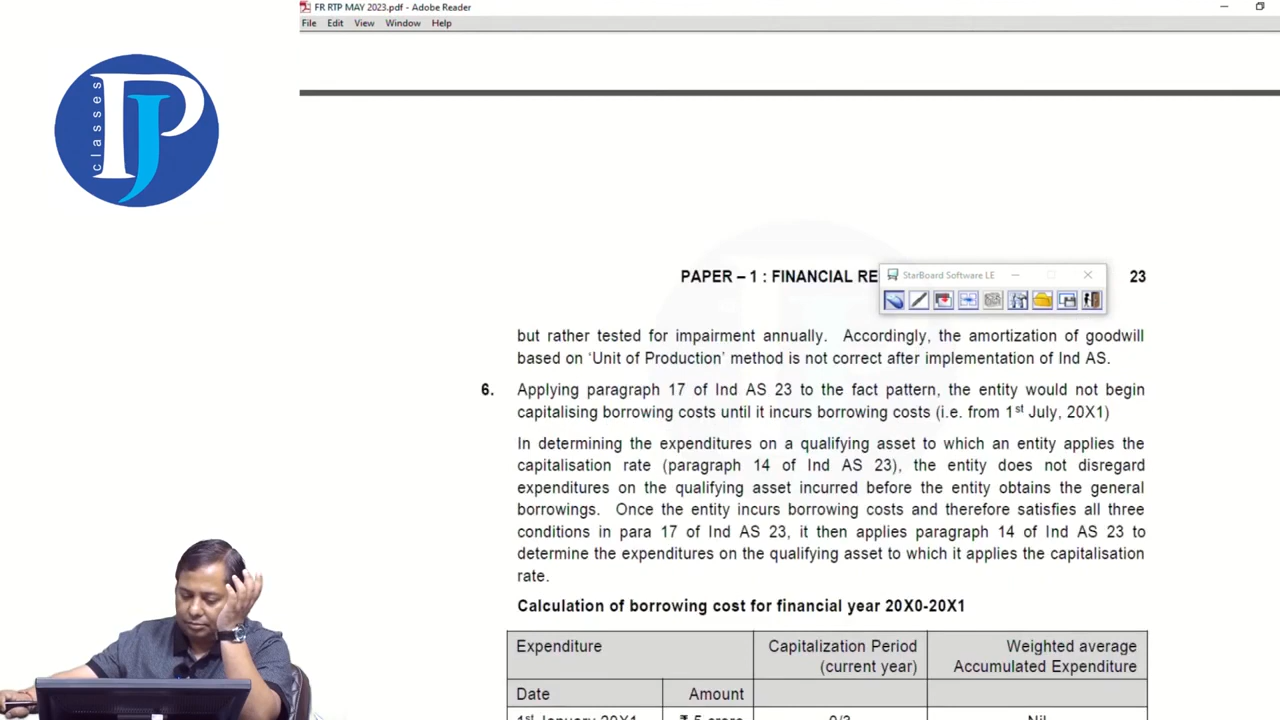 FR RTP MAY 2023.pdf - Adobe Reader
File Edit View Window Help
classes
PJ
PAPER – 1 : FINANCIAL RE
StarBoard Software LE
23
but rather tested for impairment annually. Accordingly, the amortization of goodwill
based on ‘Unit of Production’ method is not correct after implementation of Ind AS.
6. Applying paragraph 17 of Ind AS 23 to the fact pattern, the entity would not begin
capitalising borrowing costs until it incurs borrowing costs (i.e. from 1st July, 20X1)
In determining the expenditures on a qualifying asset to which an entity applies the
capitalisation rate (paragraph 14 of Ind AS 23), the entity does not disregard
expenditures on the qualifying asset incurred before the entity obtains the general
borrowings. Once the entity incurs borrowing costs and therefore satisfies all three
conditions in para 17 of Ind AS 23, it then applies paragraph 14 of Ind AS 23 to
determine the expenditures on the qualifying asset to which it applies the capitalisation
rate.
Calculation of borrowing cost for financial year 20X0-20X1
Expenditure Capitalization Period Weighted average
(current year) Accumulated Expenditure
Date Amount
1st January 20X1 ₹ 5 crore 0/3 Nil